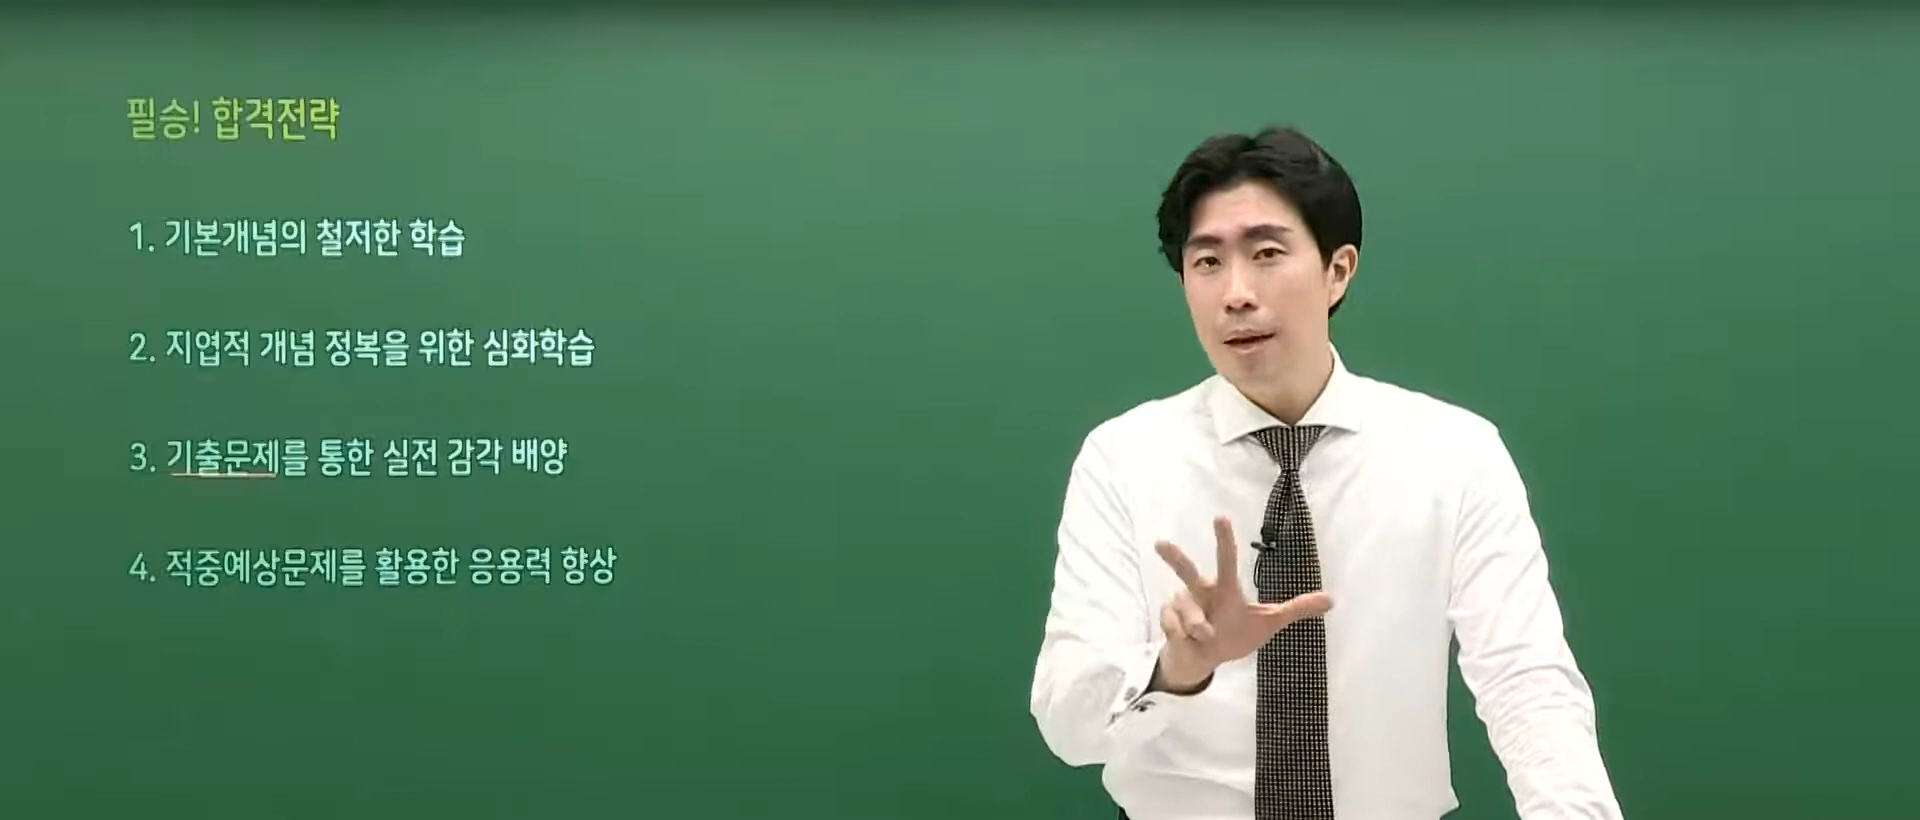 필승! 합격전략
1. 기본개념의 철저한 학습
2. 지엽적 개념 정복을 위한 심화학습
3. 기출문제를 통한 실전 감각 배양
4. 적중예상문제를 활용한 응용력 향상